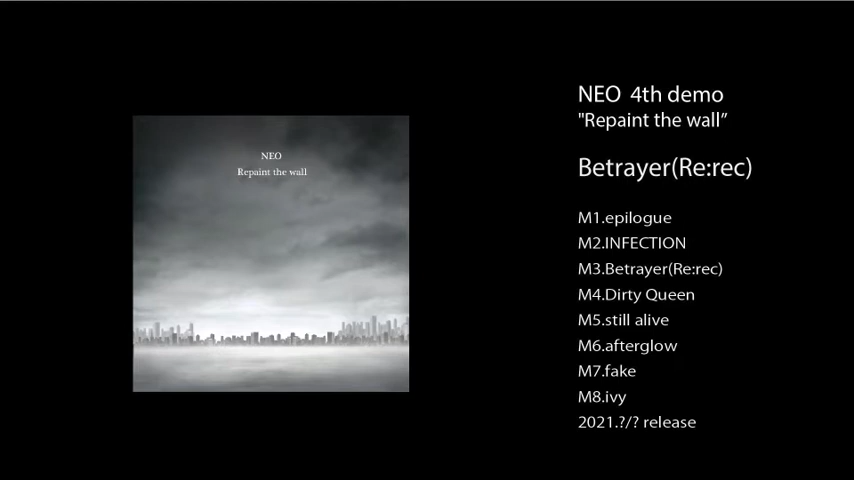 NEO
Repaint the wall
NEO 4th demo
"Repaint the wall”
Betrayer(Re:rec)
M1.epilogue
M2.INFECTION
M3.Betrayer(Re:rec)
M4.Dirty Queen
M5.still alive
M6.afterglow
M7.fake
M8.ivy
2021.?/? release